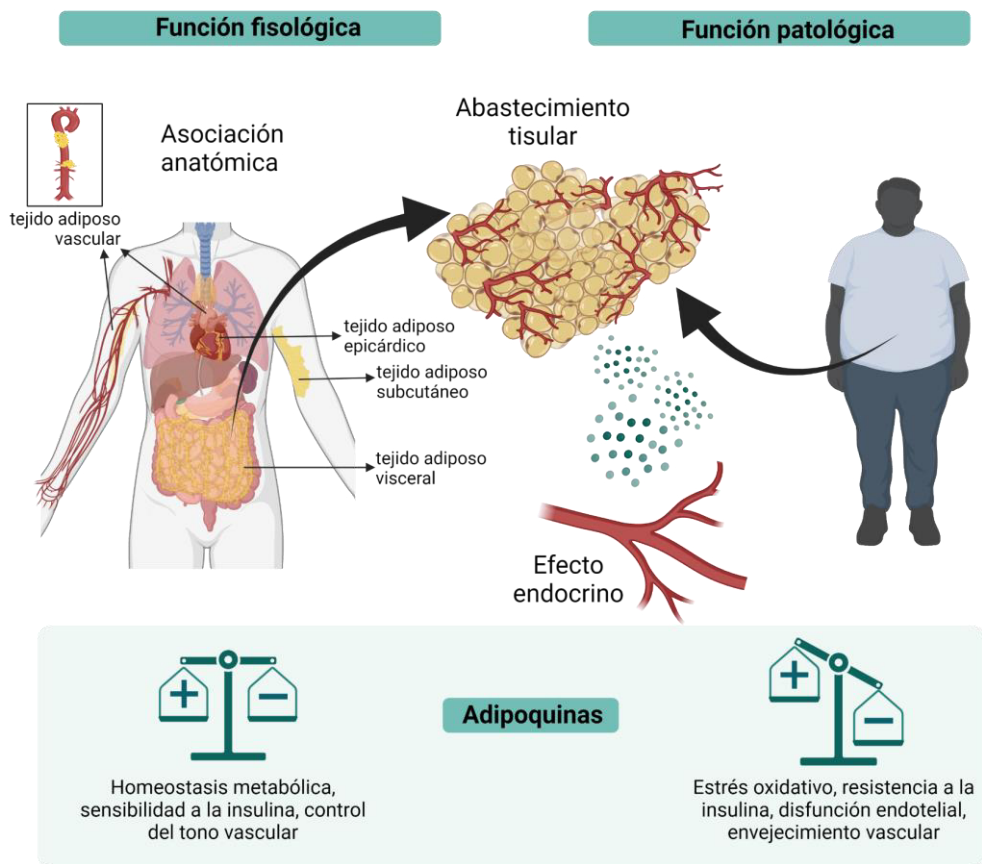 Función fisológica
Función patológica
Asociación
anatómica
Abastecimiento
tisular
tejido adiposo
vascular
tejido adiposo
epicárdico
tejido adiposo
subcutáneo
tejido adiposo
visceral
Efecto
endocrino
Adipoquinas
Homeostasis metabólica,
sensibilidad a la insulina, control
del tono vascular
Estrés oxidativo, resistencia a la
insulina, disfunción endotelial,
envejecimiento vascular